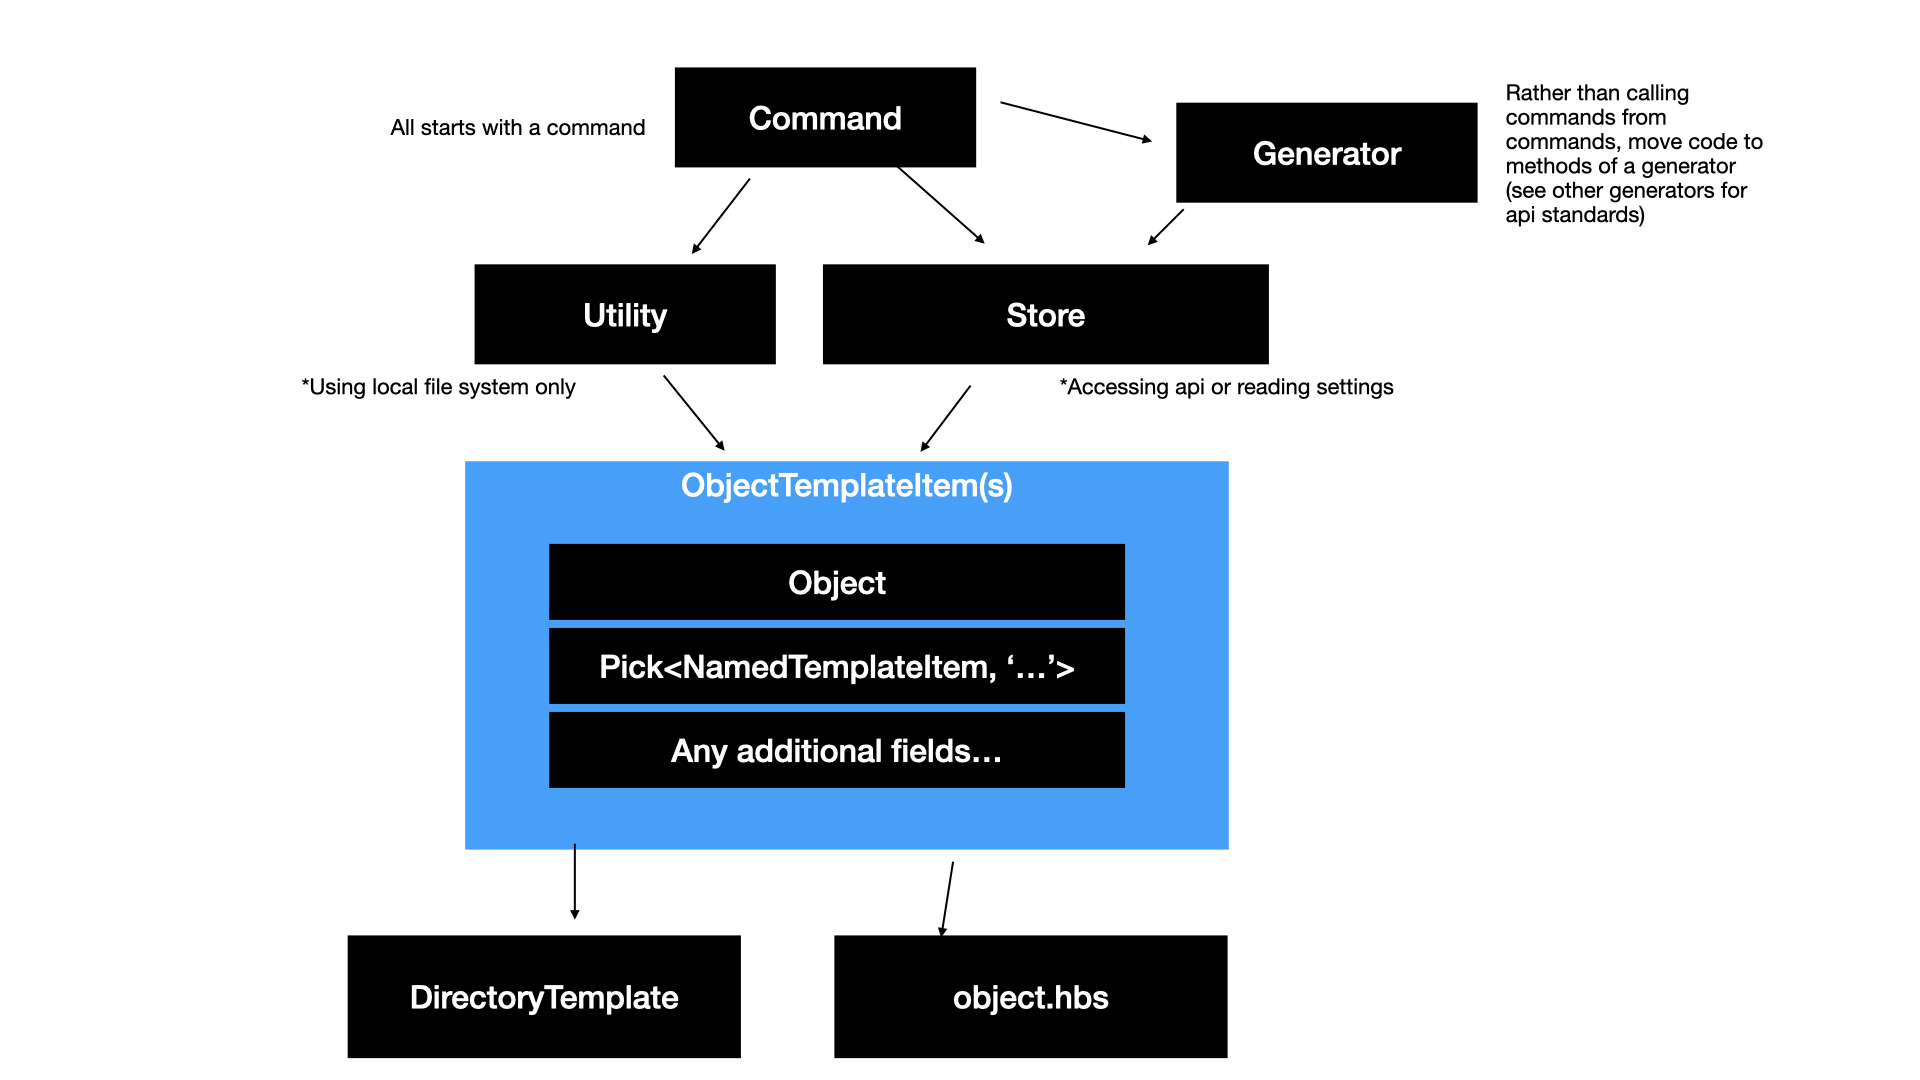 Command
All starts with a command
Generator
Rather than calling
commands from
commands, move code to
methods of a generator
(see other generators for
api standards)
Utility
Store
*Using local file system only
*Accessing api or reading settings
ObjectTemplateItem(s)
Object
Pick<NamedTemplateItem, ‘…’>
Any additional fields…
DirectoryTemplate
object.hbs